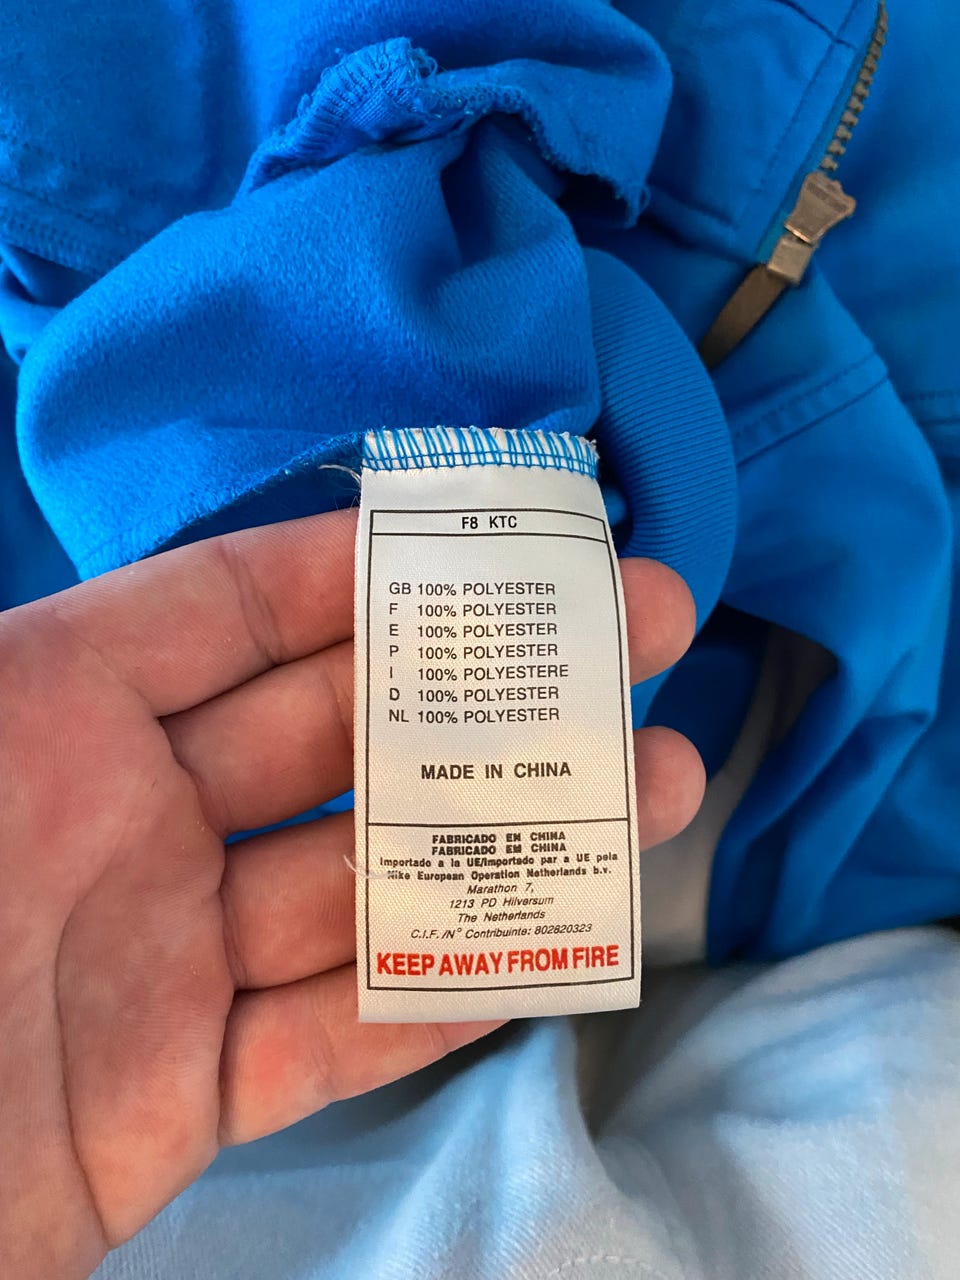 F8 KTC
GB 100% POLYESTER
F 100% POLYESTER
E 100% POLYESTER
P 100% POLYESTER
I 100% POLYESTERE
D 100% POLYESTER
NL 100% POLYESTER
MADE IN CHINA
FABRICADO EN CHINA
FABRICADO EM CHINA
Importado a la UE/Importado par a UE pela
Nike European Operation Netherlands b.v.
Marathon 7,
1213 PD Hilversum
The Netherlands
C.I.F./N° Contribuinte: 802820323
KEEP AWAY FROM FIRE